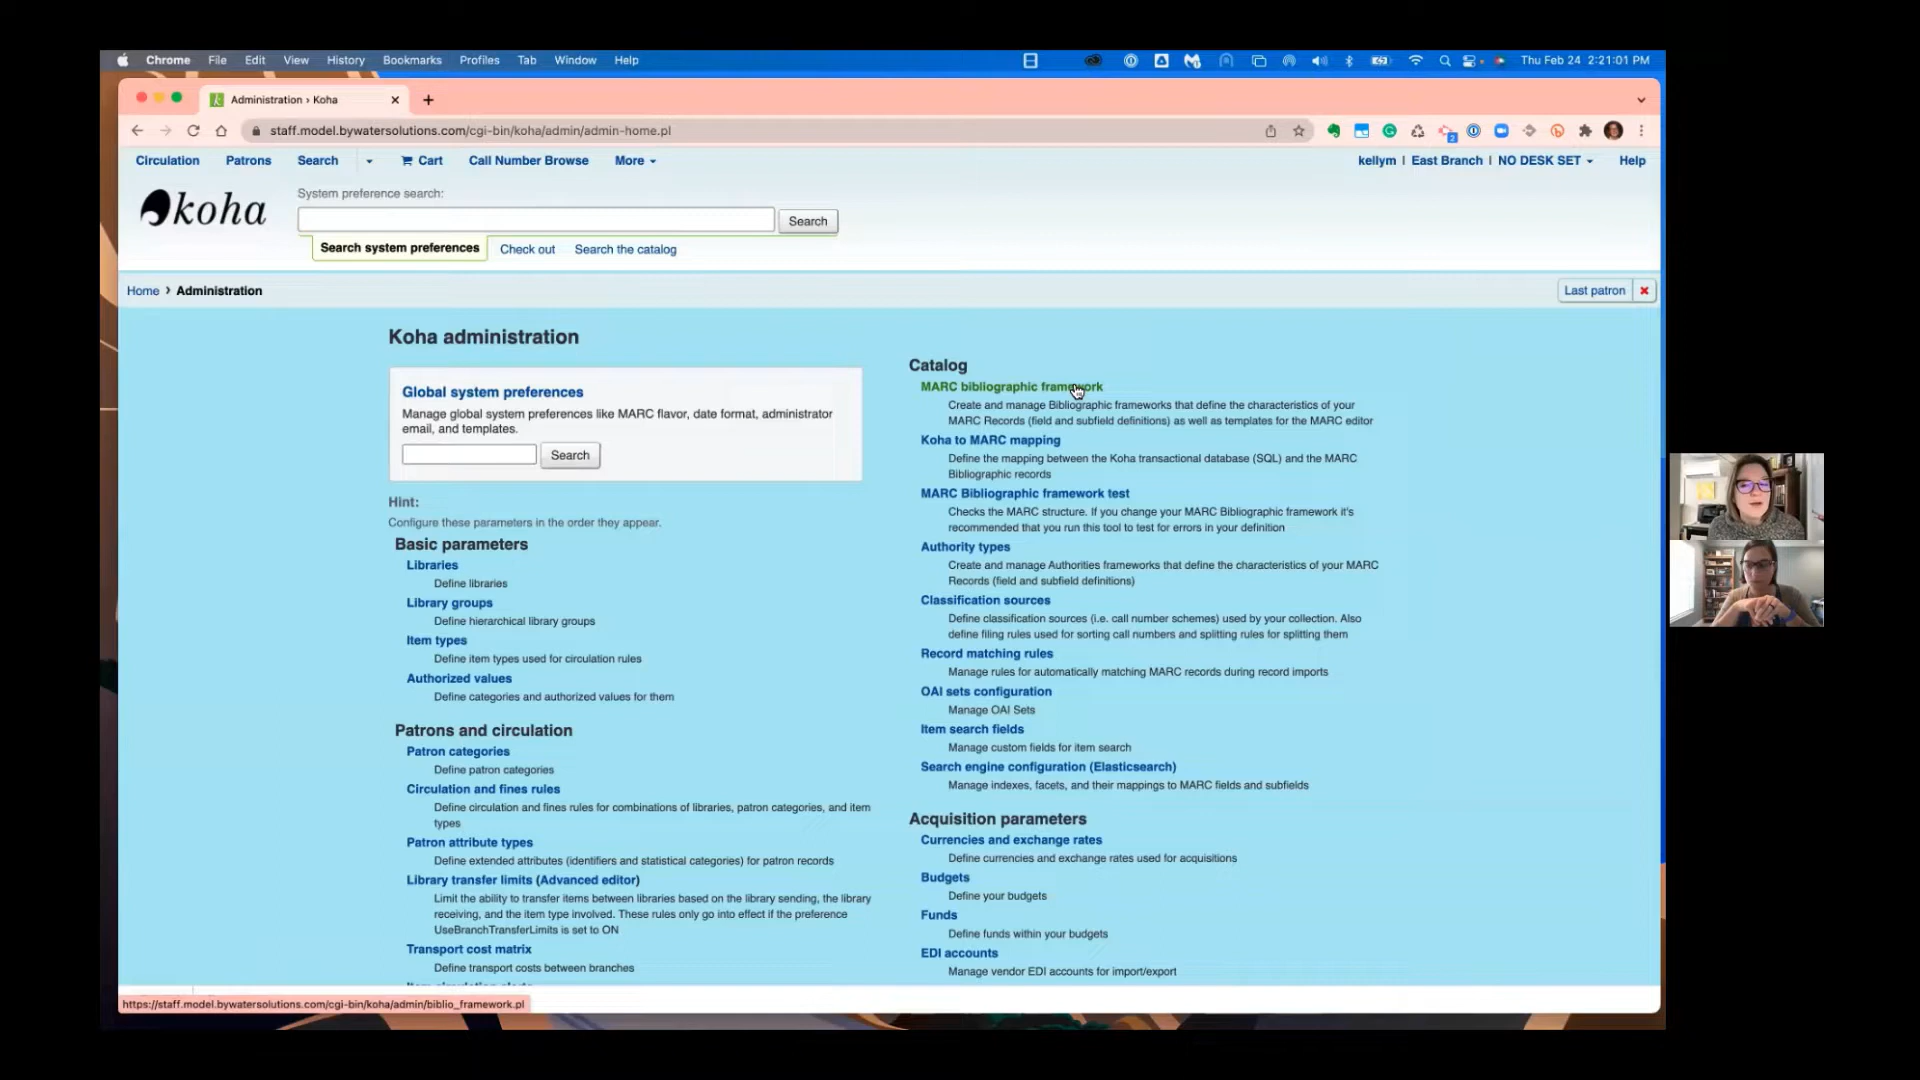 Chrome File Edit View History Bookmarks Profiles Tab Window Help Thu Feb 24 2:21:01 PM
Administration › Koha
staff.model.bywatersolutions.com/cgi-bin/koha/admin/admin-home.pl
Circulation Patrons Search Cart Call Number Browse More kellym | East Branch | NO DESK SET Help
koha
System preference search:
Search
Search system preferences Check out Search the catalog
Home › Administration Last patron
Koha administration
Global system preferences
Manage global system preferences like MARC flavor, date format, administrator
email, and templates.
Search
Hint:
Configure these parameters in the order they appear.
Basic parameters
Libraries
Define libraries
Library groups
Define hierarchical library groups
Item types
Define item types used for circulation rules
Authorized values
Define categories and authorized values for them
Patrons and circulation
Patron categories
Define patron categories
Circulation and fines rules
Define circulation and fines rules for combinations of libraries, patron categories, and item
types
Patron attribute types
Define extended attributes (identifiers and statistical categories) for patron records
Library transfer limits (Advanced editor)
Limit the ability to transfer items between libraries based on the library sending, the library
receiving, and the item type involved. These rules only go into effect if the preference
UseBranchTransferLimits is set to ON
Transport cost matrix
Define transport costs between branches
Catalog
MARC bibliographic framework
Create and manage Bibliographic frameworks that define the characteristics of your
MARC Records (field and subfield definitions) as well as templates for the MARC editor
Koha to MARC mapping
Define the mapping between the Koha transactional database (SQL) and the MARC
Bibliographic records
MARC Bibliographic framework test
Checks the MARC structure. If you change your MARC Bibliographic framework it's
recommended that you run this tool to test for errors in your definition
Authority types
Create and manage Authorities frameworks that define the characteristics of your MARC
Records (field and subfield definitions)
Classification sources
Define classification sources (i.e. call number schemes) used by your collection. Also
define filing rules used for sorting call numbers and splitting rules for splitting them
Record matching rules
Manage rules for automatically matching MARC records during record imports
OAI sets configuration
Manage OAI Sets
Item search fields
Manage custom fields for item search
Search engine configuration (Elasticsearch)
Manage indexes, facets, and their mappings to MARC fields and subfields
Acquisition parameters
Currencies and exchange rates
Define currencies and exchange rates used for acquisitions
Budgets
Define your budgets
Funds
Define funds within your budgets
EDI accounts
Manage vendor EDI accounts for import/export
https://staff.model.bywatersolutions.com/cgi-bin/koha/admin/biblio_framework.pl